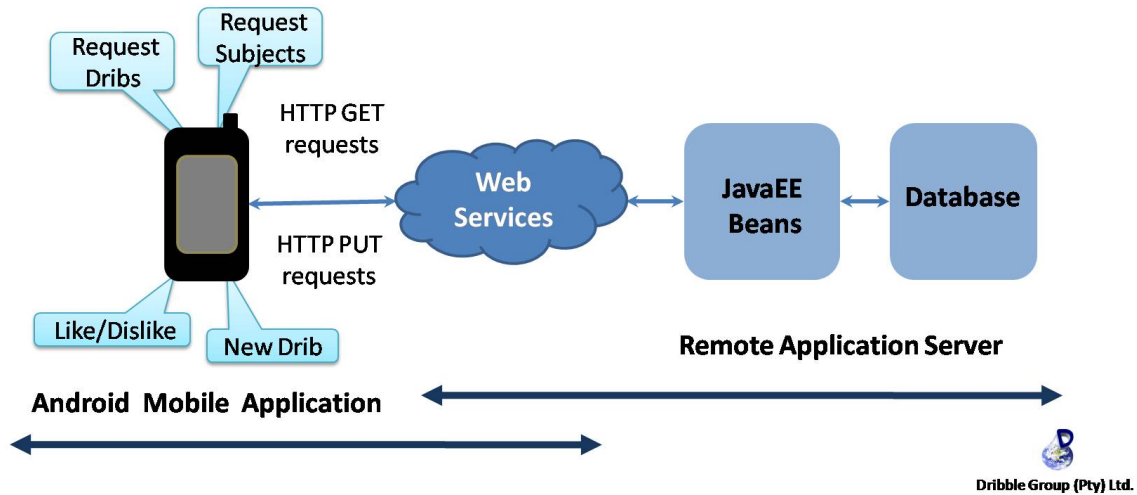 Request
Dribs
Request
Subjects
HTTP GET
requests
HTTP PUT
requests
Like/Dislike
New Drib
Web
Services
JavaEE
Beans
Database
Android Mobile Application
Remote Application Server
D
Dribble Group (Pty) Ltd.